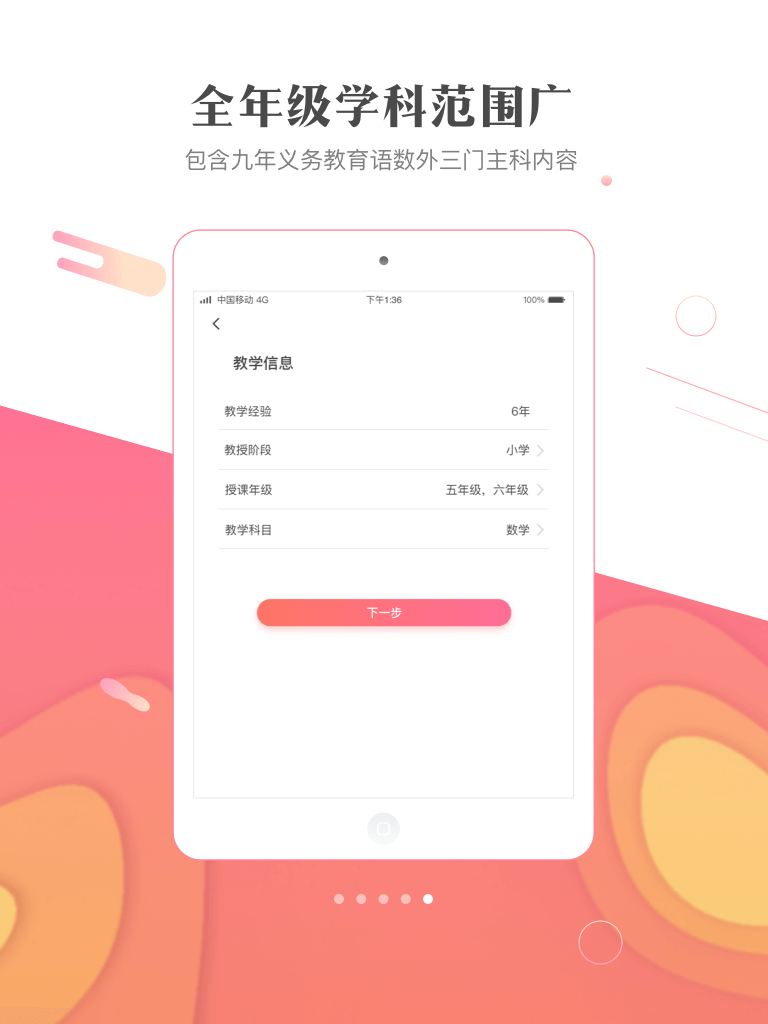 全年级学科范围广
包含九年义务教育语数外三门主科内容
中国移动 4G 下午1:36 100%
教学信息
教学经验 6年
教授阶段 小学
授课年级 五年级，六年级
教学科目 数学
下一步